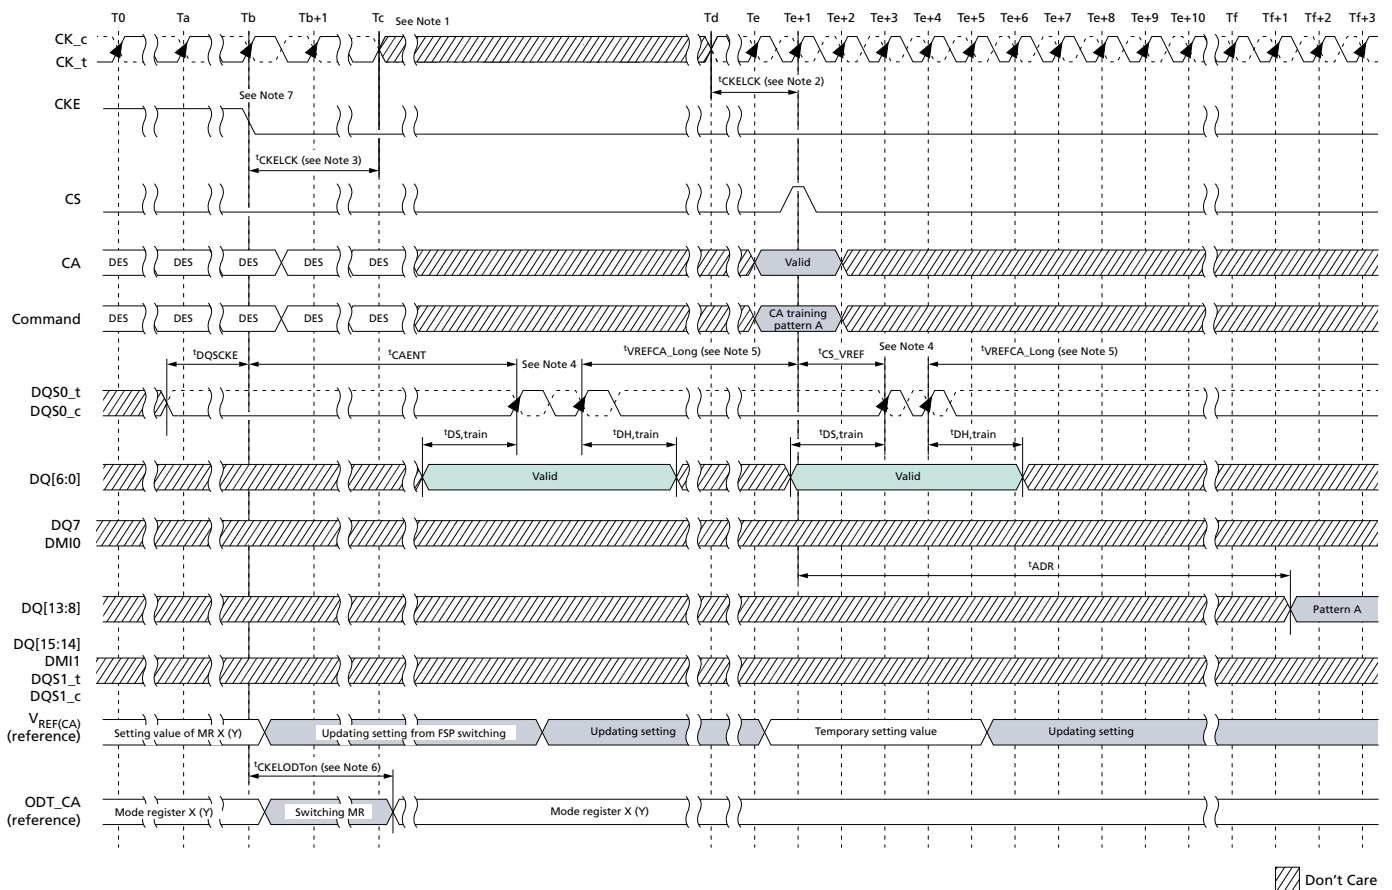 T0 Ta Tb Tb+1 Tc See Note 1 Td Te Te+1 Te+2 Te+3 Te+4 Te+5 Te+6 Te+7 Te+8 Te+9 Te+10 Tf Tf+1 Tf+2 Tf+3
CK_c
CK_t
tCKELCK (see Note 2)
CKE
See Note 7
tCKELCK (see Note 3)
CS
CA DES DES DES DES DES Valid
Command DES DES DES DES DES CA training
pattern A
tDQSCKE tCAENT See Note 4 tVREFCA_Long (see Note 5) tCS_VREF See Note 4 tVREFCA_Long (see Note 5)
DQS0_t
DQS0_c
tDS,train tDH,train tDS,train tDH,train
DQ[6:0] Valid Valid
DQ7
DMI0
tADR
DQ[13:8] Pattern A
DQ[15:14]
DMI1
DQS1_t
DQS1_c
VREF(CA)
(reference) Setting value of MR X (Y) Updating setting from FSP switching Updating setting Temporary setting value Updating setting
tCKELODTon (see Note 6)
ODT_CA
(reference) Mode register X (Y) Switching MR Mode register X (Y)
Don't Care